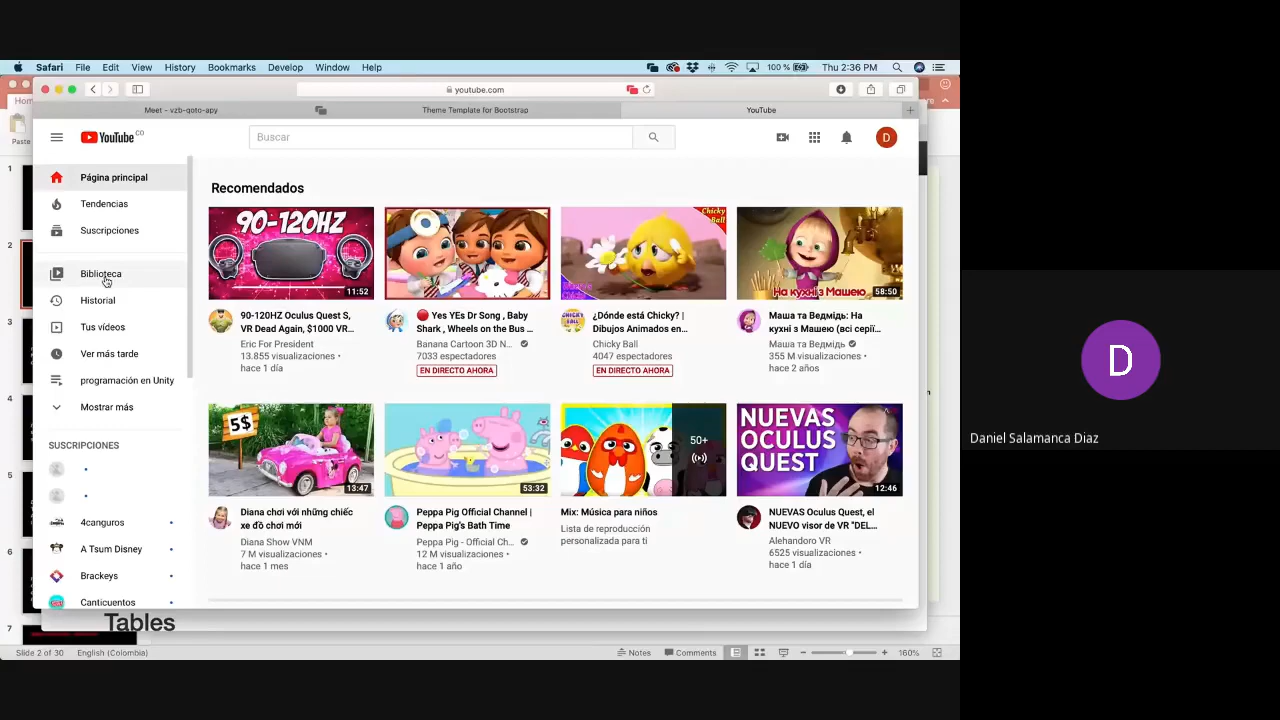 Safari File Edit View History Bookmarks Develop Window Help
100 % Thu 2:36 PM
youtube.com
Meet - vzb-qoto-apy
Theme Template for Bootstrap
YouTube
Paste
YouTube CO
Buscar
D
Página principal
Tendencias
Suscripciones
Biblioteca
Historial
Tus vídeos
Ver más tarde
programación en Unity
Mostrar más
SUSCRIPCIONES
4canguros
A Tsum Disney
Brackeys
Canticuentos
Recomendados
90-120HZ
11:52
90-120HZ Oculus Quest S,
VR Dead Again, $1000 VR...
Eric For President
13.855 visualizaciones •
hace 1 día
🔴 Yes YEs Dr Song , Baby
Shark , Wheels on the Bus ...
Banana Cartoon 3D N...
7033 espectadores
EN DIRECTO AHORA
Chicky
Ball
¿Dónde está Chicky? |
Dibujos Animados en...
Chicky Ball
4047 espectadores
EN DIRECTO AHORA
На кухні з Машею
58:50
Маша та Ведмідь: На
кухні з Машею (всі серії...
Маша та Ведмідь
355 M visualizaciones •
hace 2 años
5$
13:47
Diana chơi với những chiếc
xe đồ chơi mới
Diana Show VNM
7 M visualizaciones •
hace 1 mes
53:32
Peppa Pig Official Channel |
Peppa Pig's Bath Time
Peppa Pig - Official Ch...
12 M visualizaciones •
hace 1 año
50+
Mix: Música para niños
Lista de reproducción
personalizada para ti
NUEVAS
OCULUS
QUEST
12:46
NUEVAS Oculus Quest, el
NUEVO visor de VR "DEL...
Alehandoro VR
6525 visualizaciones •
hace 1 día
1
2
3
4
5
6
7
Tables
Slide 2 of 30 English (Colombia)
Notes Comments 160%
D
Daniel Salamanca Diaz